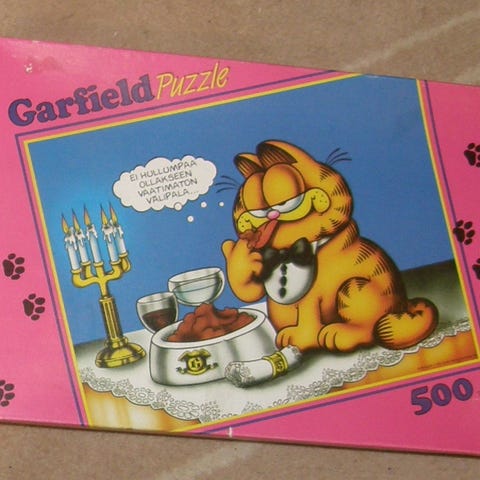 Garfield Puzzle
EI HULLUMPAA
OLLAKSEEN
VAATIMATON
VÄLIPALA...
G
500